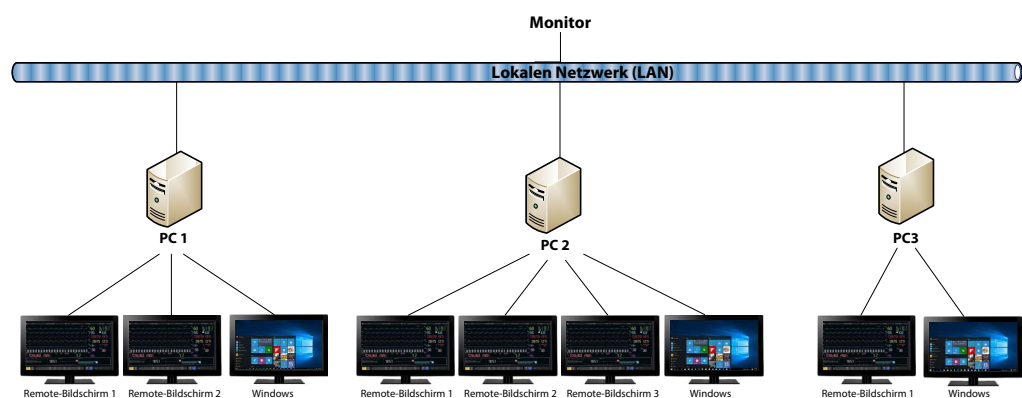 Monitor
Lokalen Netzwerk (LAN)
PC 1
PC 2
PC3
Remote-Bildschirm 1
Remote-Bildschirm 2
Windows
Remote-Bildschirm 1
Remote-Bildschirm 2
Remote-Bildschirm 3
Windows
Remote-Bildschirm 1
Windows